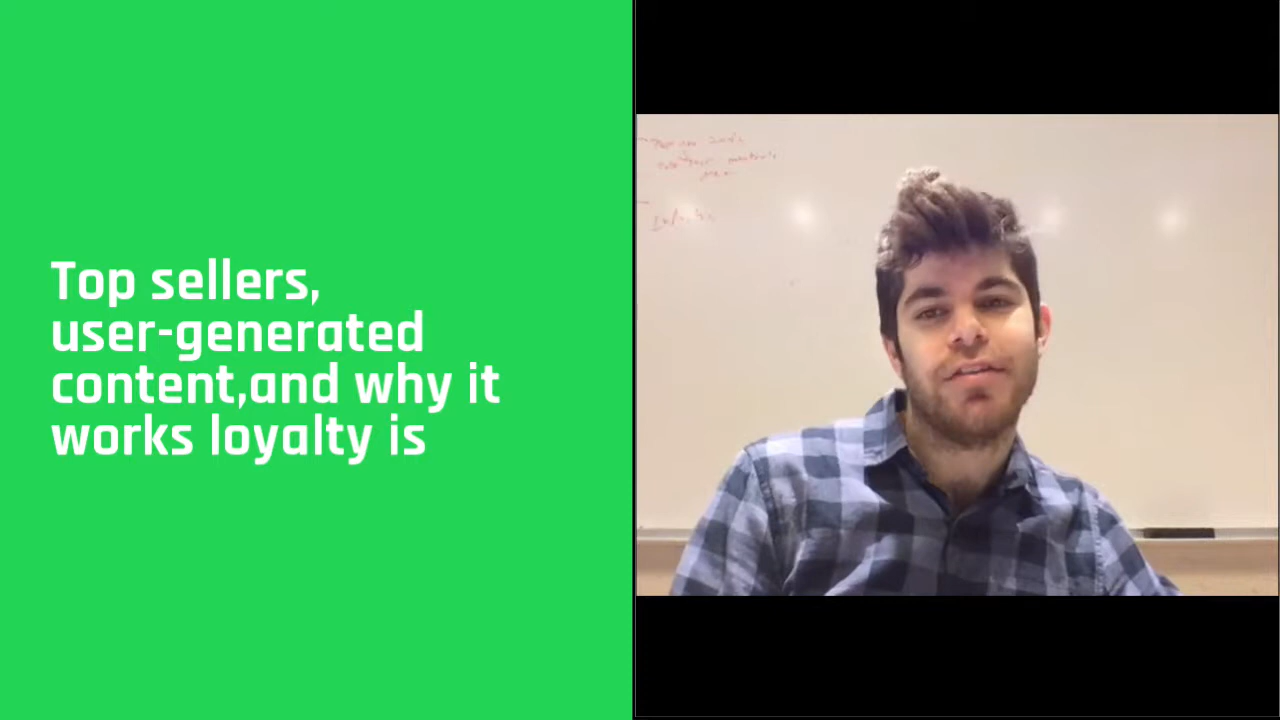 Top sellers,
user-generated
content,and why it
works loyalty is